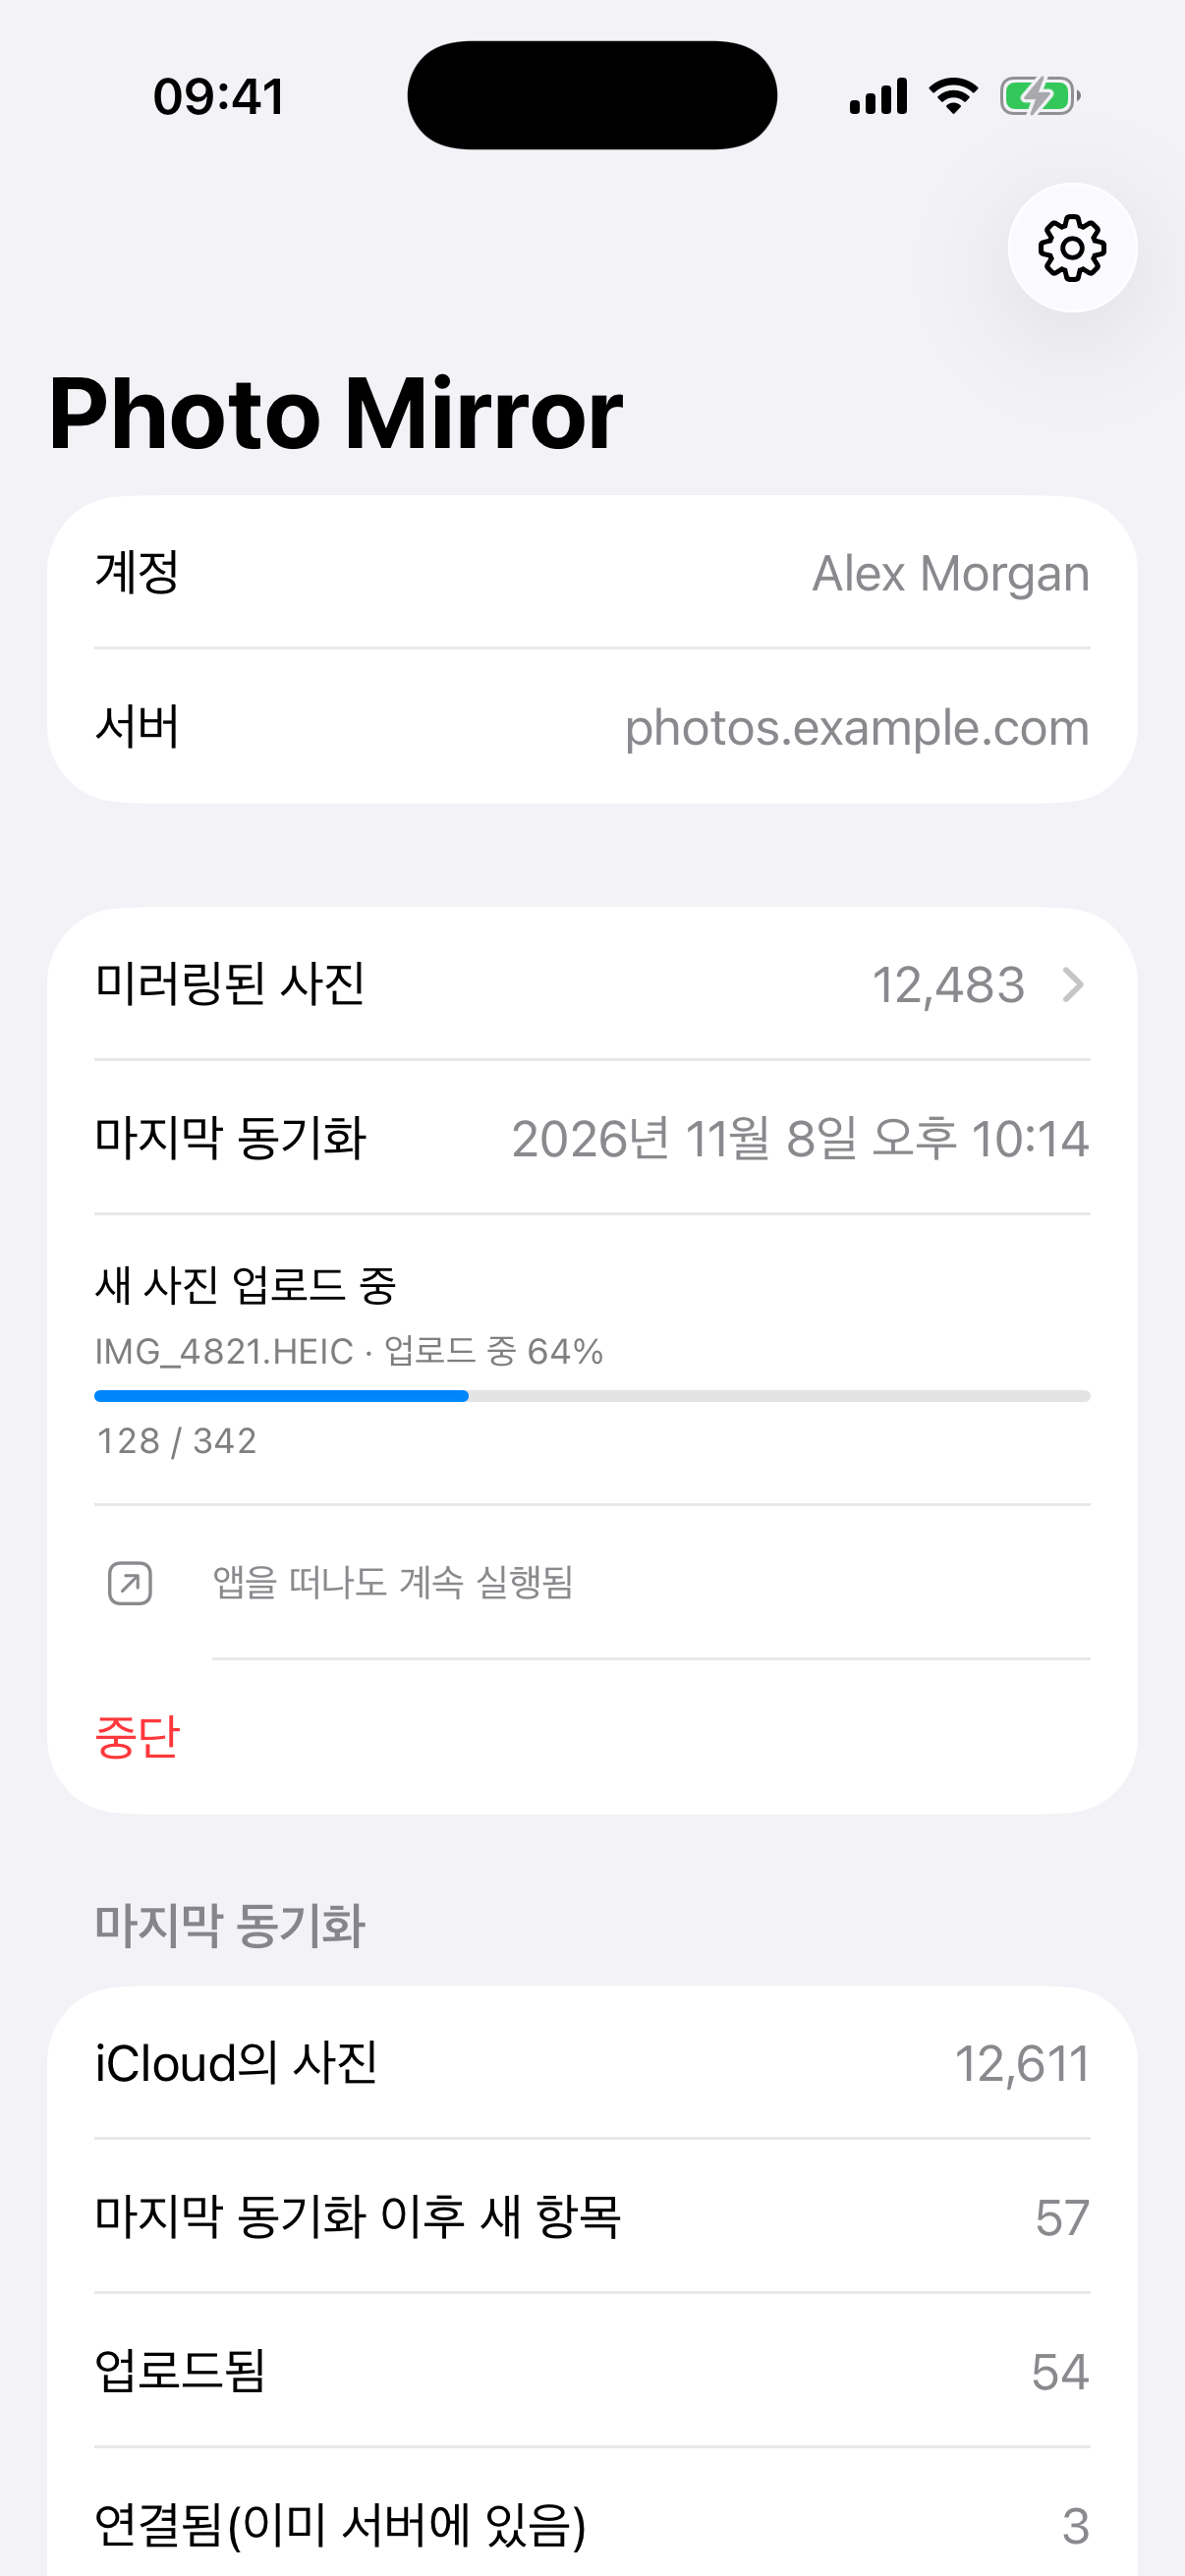 09:41
Photo Mirror
계정 Alex Morgan
서버 photos.example.com
미러링된 사진 12,483
마지막 동기화 2026년 11월 8일 오후 10:14
새 사진 업로드 중
IMG_4821.HEIC · 업로드 중 64%
128 / 342
앱을 떠나도 계속 실행됨
중단
마지막 동기화
iCloud의 사진 12,611
마지막 동기화 이후 새 항목 57
업로드됨 54
연결됨(이미 서버에 있음) 3